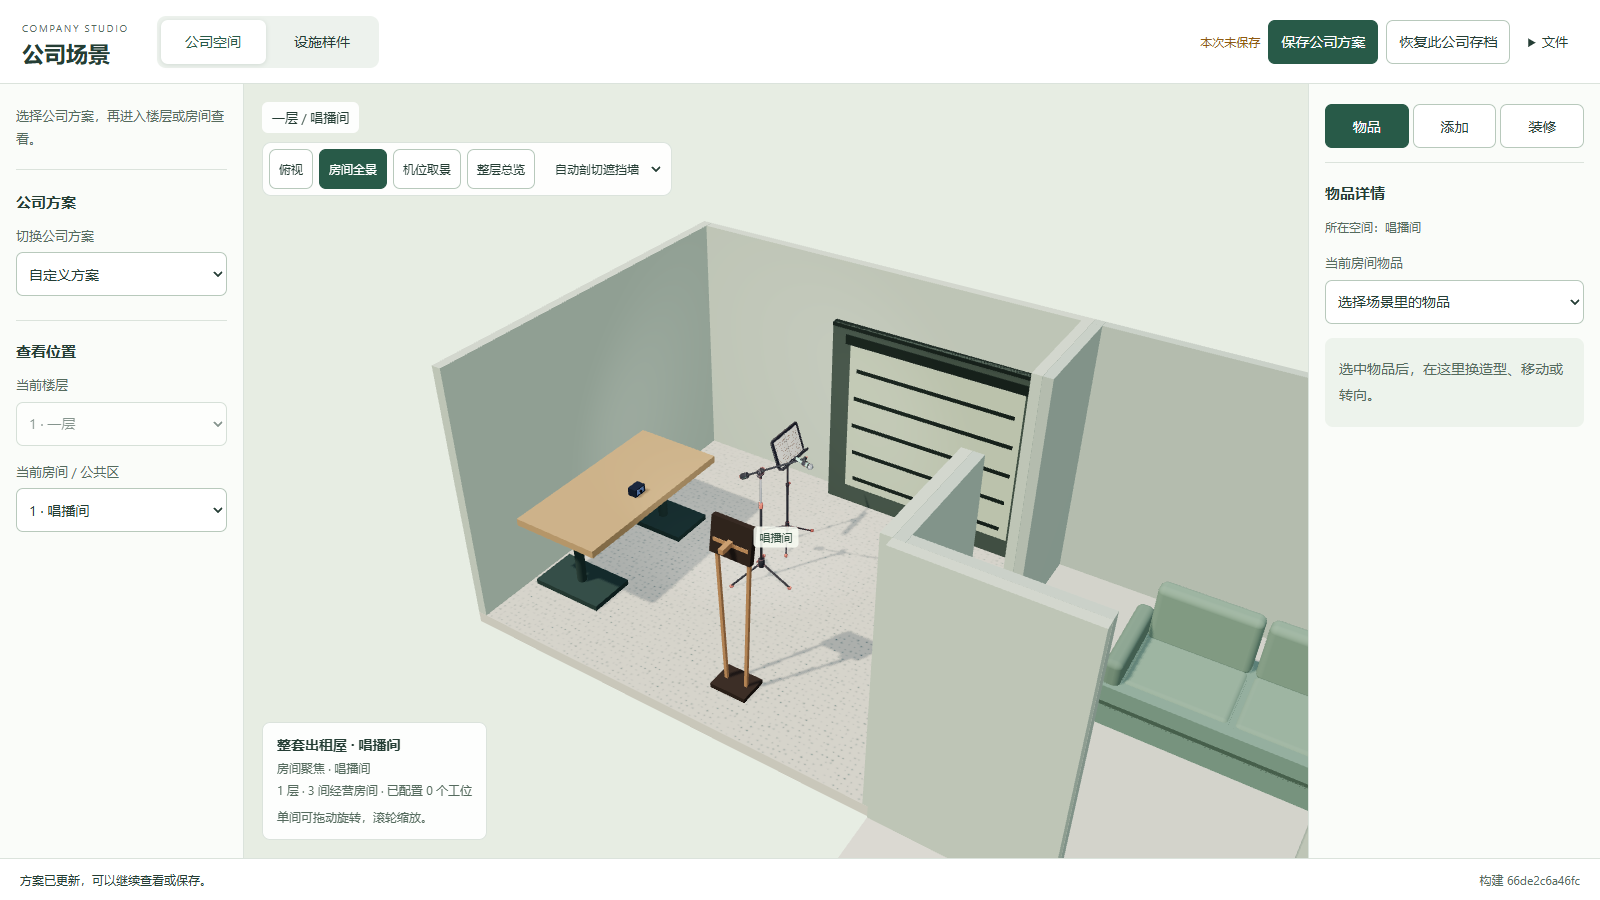 COMPANY STUDIO
公司场景
公司空间
设施样件
本次未保存
保存公司方案
恢复此公司存档
文件
选择公司方案，再进入楼层或房间查看。
公司方案
切换公司方案
自定义方案
查看位置
当前楼层
1 · 一层
当前房间 / 公共区
1 · 唱播间
一层 / 唱播间
俯视
房间全景
机位取景
整层总览
自动剖切遮挡墙
唱播间
整套出租屋 · 唱播间
房间聚焦 · 唱播间
1 层 · 3 间经营房间 · 已配置 0 个工位
单间可拖动旋转，滚轮缩放。
物品
添加
装修
物品详情
所在空间：唱播间
当前房间物品
选择场景里的物品
选中物品后，在这里换造型、移动或转向。
方案已更新，可以继续查看或保存。
构建 66de2c6a46fc